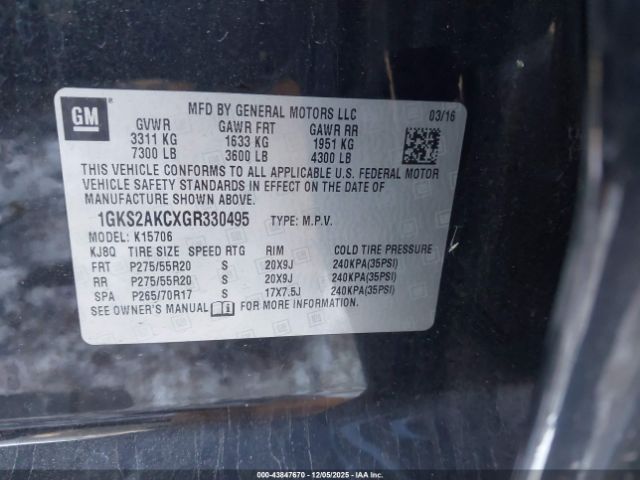 GM
MFD BY GENERAL MOTORS LLC 03/16
GVWR GAWR FRT GAWR RR
3311 KG 1633 KG 1951 KG
7300 LB 3600 LB 4300 LB
THIS VEHICLE CONFORMS TO ALL APPLICABLE U.S. FEDERAL MOTOR
VEHICLE SAFETY STANDARDS IN EFFECT ON THE DATE OF
MANUFACTURE SHOWN ABOVE.
1GKS2AKCXGR330495 TYPE: M.P.V.
MODEL: K15706
KJ8Q TIRE SIZE SPEED RTG RIM COLD TIRE PRESSURE
FRT P275/55R20 S 20X9J 240KPA(35PSI)
RR P275/55R20 S 20X9J 240KPA(35PSI)
SPA P265/70R17 S 17X7.5J 240KPA(35PSI)
SEE OWNER'S MANUAL FOR MORE INFORMATION.
000-43847670 - 12/05/2025 - IAA Inc.